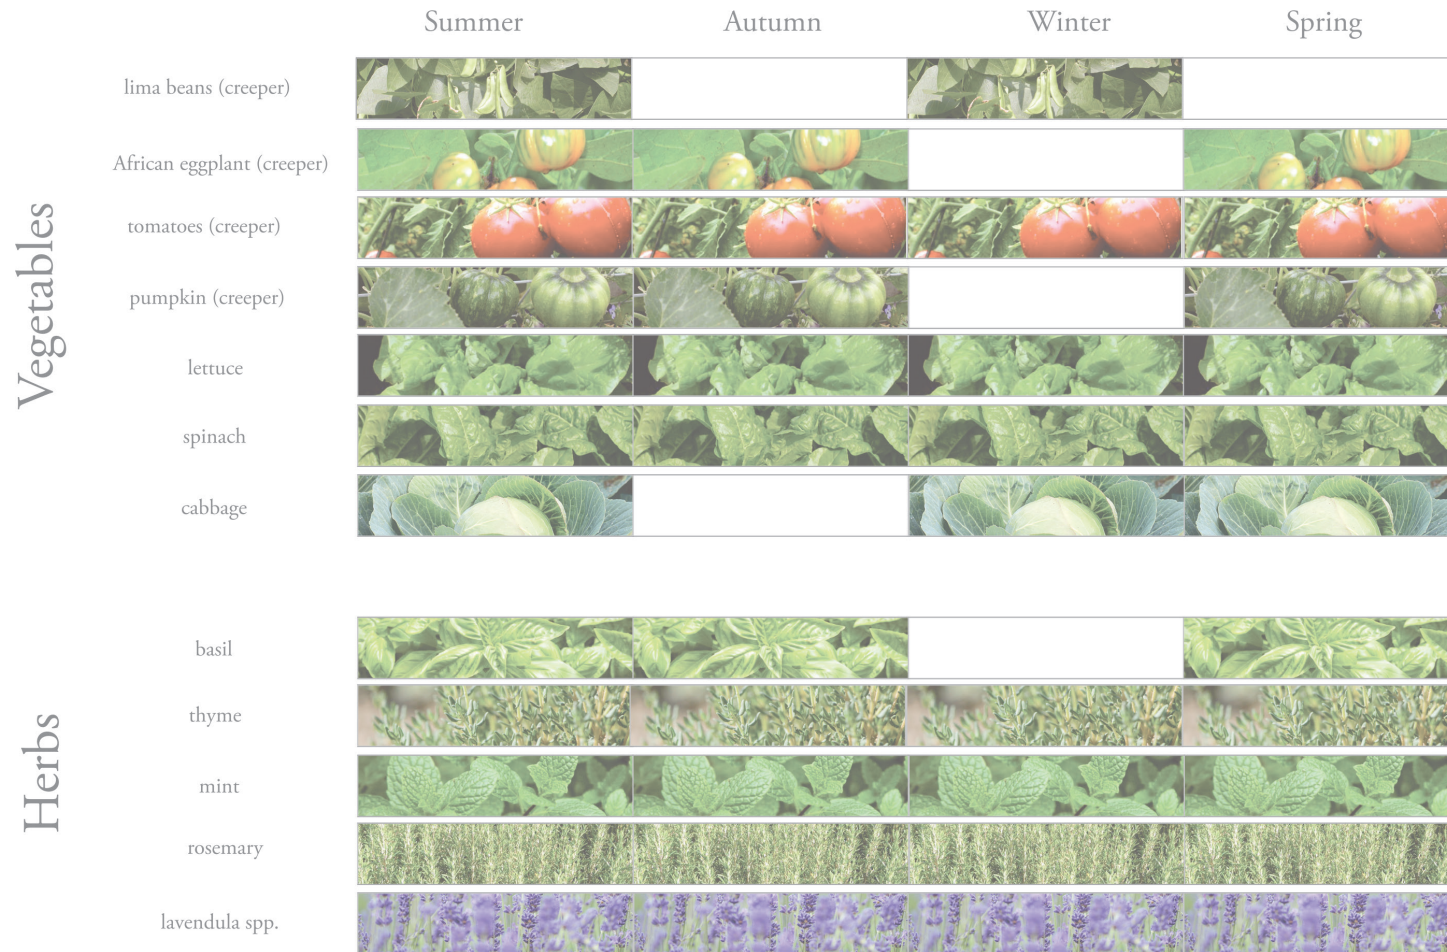 Summer
Autumn
Winter
Spring
Vegetables
lima beans (creeper)
African eggplant (creeper)
tomatoes (creeper)
pumpkin (creeper)
lettuce
spinach
cabbage
Herbs
basil
thyme
mint
rosemary
lavendula spp.